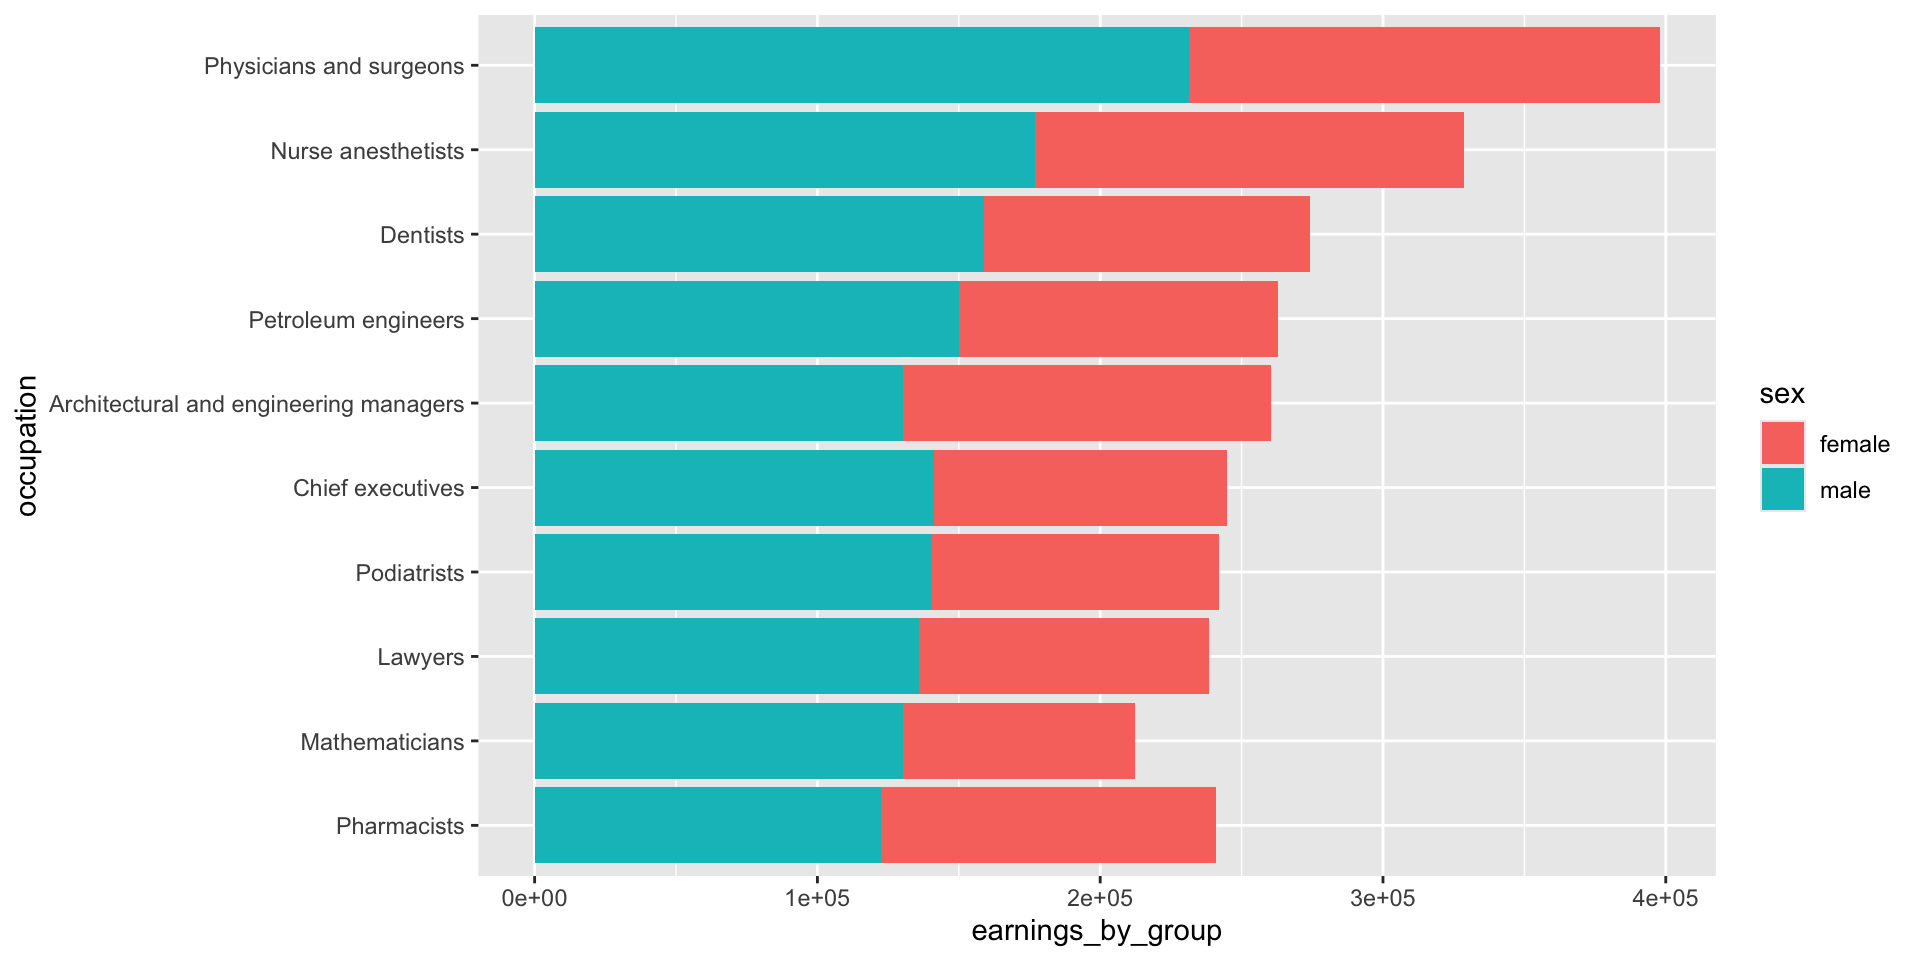 Physicians and surgeons
Nurse anesthetists
Dentists
Petroleum engineers
Architectural and engineering managers
Chief executives
Podiatrists
Lawyers
Mathematicians
Pharmacists
occupation
0e+00 1e+05 2e+05 3e+05 4e+05
earnings_by_group
sex
female
male